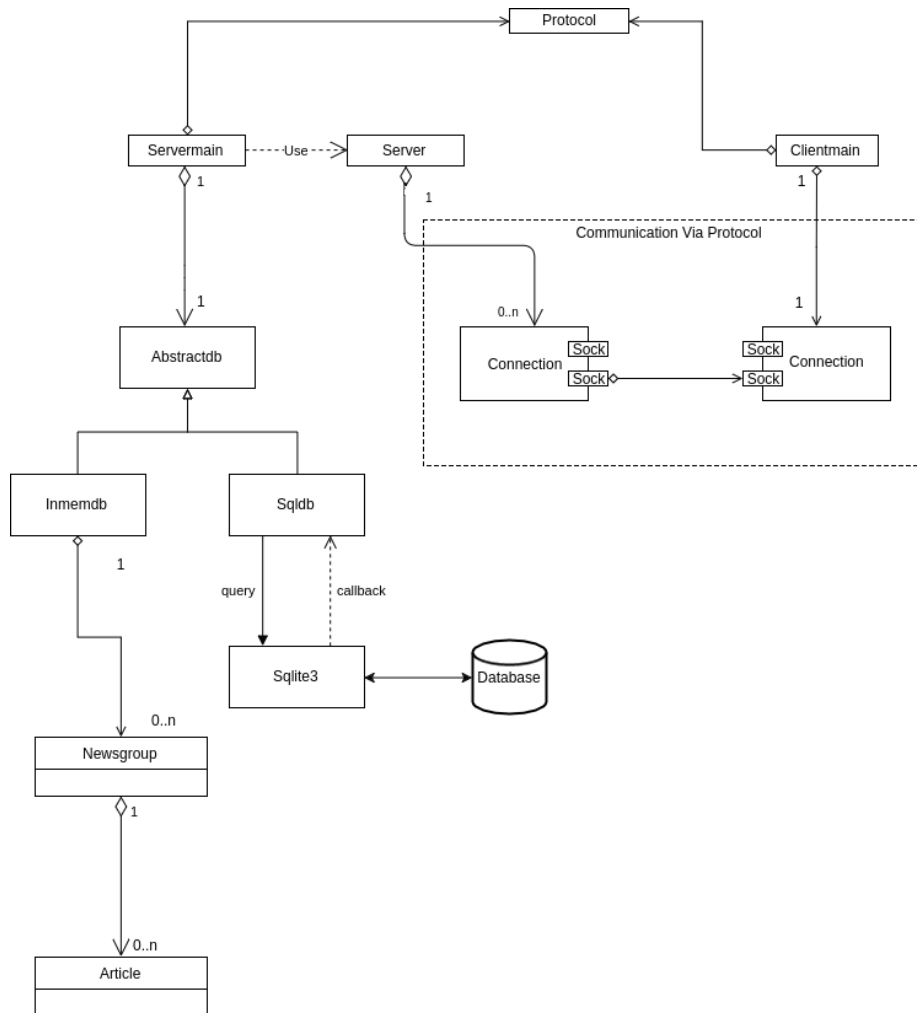 Protocol
Servermain
Use
Server
Clientmain
1
1
1
Communication Via Protocol
1
0..n
1
Abstractdb
Connection
Sock
Sock
Sock
Sock
Connection
Inmemdb
Sqldb
1
query
callback
Sqlite3
Database
0..n
Newsgroup
1
0..n
Article